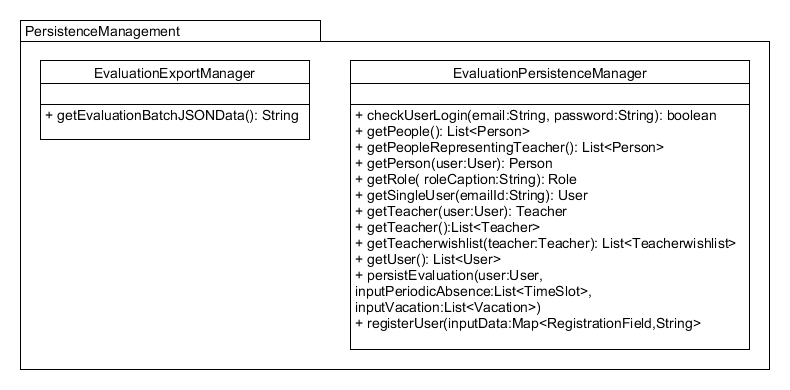 PersistenceManagement
EvaluationExportManager
+ getEvaluationBatchJSONData(): String
EvaluationPersistenceManager
+ checkUserLogin(email:String, password:String): boolean
+ getPeople(): List<Person>
+ getPeopleRepresentingTeacher(): List<Person>
+ getPerson(user:User): Person
+ getRole( roleCaption:String): Role
+ getSingleUser(emailId:String): User
+ getTeacher(user:User): Teacher
+ getTeacher():List<Teacher>
+ getTeacherwishlist(teacher:Teacher): List<Teacherwishlist>
+ getUser(): List<User>
+ persistEvaluation(user:User,
inputPeriodicAbsence:List<TimeSlot>,
inputVacation:List<Vacation>)
+ registerUser(inputData:Map<RegistrationField,String>